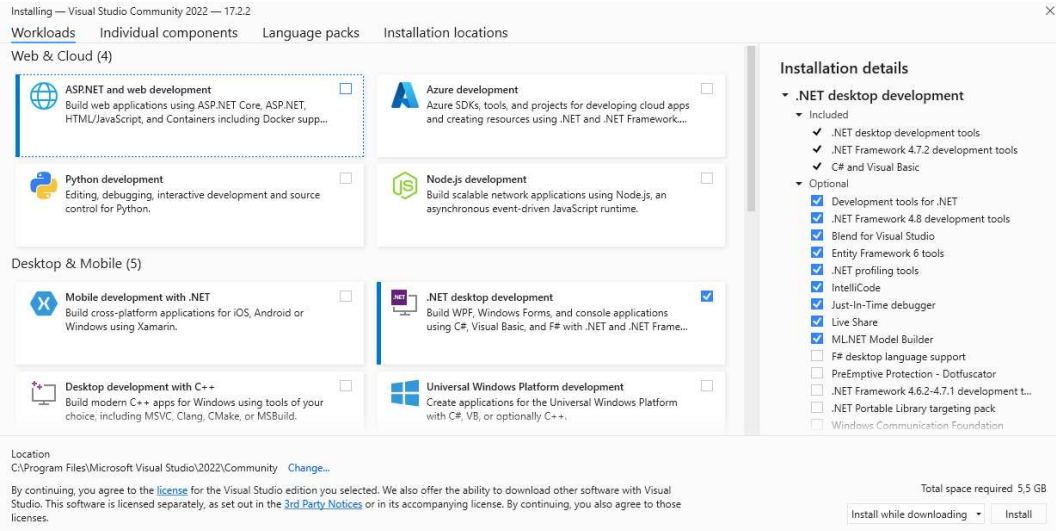 Installing — Visual Studio Community 2022 — 17.2.2
Workloads
Individual components
Language packs
Installation locations
Web & Cloud (4)
ASP.NET and web development
Build web applications using ASP.NET Core, ASP.NET,
HTML/JavaScript, and Containers including Docker supp...
Azure development
Azure SDKs, tools, and projects for developing cloud apps
and creating resources using .NET and .NET Framework....
Python development
Editing, debugging, interactive development and source
control for Python.
Node.js development
Build scalable network applications using Node.js, an
asynchronous event-driven JavaScript runtime.
Desktop & Mobile (5)
Mobile development with .NET
Build cross-platform applications for iOS, Android or
Windows using Xamarin.
.NET
.NET desktop development
Build WPF, Windows Forms, and console applications
using C#, Visual Basic, and F# with .NET and .NET Frame...
Desktop development with C++
Build modern C++ apps for Windows using tools of your
choice, including MSVC, Clang, CMake, or MSBuild.
Universal Windows Platform development
Create applications for the Universal Windows Platform
with C#, VB, or optionally C++.
Installation details
.NET desktop development
Included
.NET desktop development tools
.NET Framework 4.7.2 development tools
C# and Visual Basic
Optional
Development tools for .NET
.NET Framework 4.8 development tools
Blend for Visual Studio
Entity Framework 6 tools
.NET profiling tools
IntelliCode
Just-In-Time debugger
Live Share
ML.NET Model Builder
F# desktop language support
PreEmptive Protection - Dotfuscator
.NET Framework 4.6.2-4.7.1 development t...
.NET Portable Library targeting pack
Windows Communication Foundation
Location
C:\Program Files\Microsoft Visual Studio\2022\Community Change...
By continuing, you agree to the license for the Visual Studio edition you selected. We also offer the ability to download other software with Visual
Studio. This software is licensed separately, as set out in the 3rd Party Notices or in its accompanying license. By continuing, you also agree to those
licenses.
Total space required 5,5 GB
Install while downloading
Install